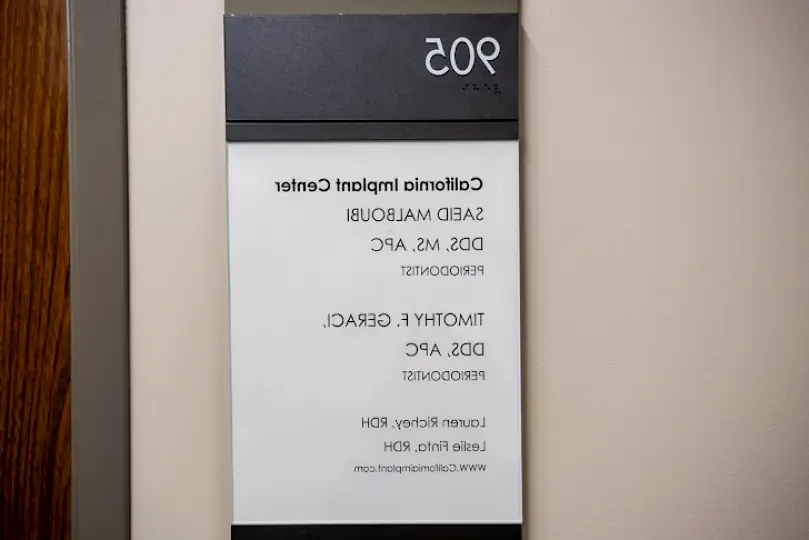 905
California Implant Center
SAEID MALBOUBI
DDS, MS, APC
PERIODONTIST
TIMOTHY F. GERACI,
DDS, APC
PERIODONTIST
Lauren Richey, RDH
Leslie Finta, RDH
www.Californiaimplant.com